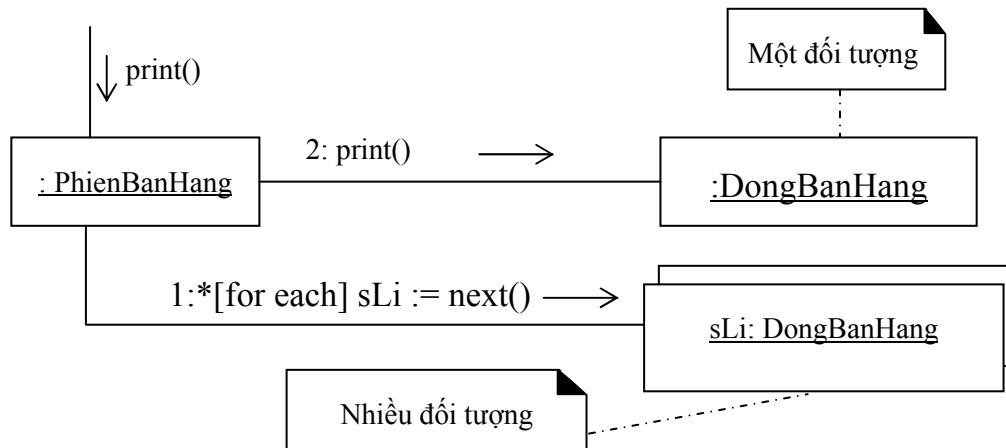 Một đối tượng
print()
2: print()
: PhienBanHang
:DongBanHang
1:*[for each] sLi := next()
sLi: DongBanHang
Nhiều đối tượng